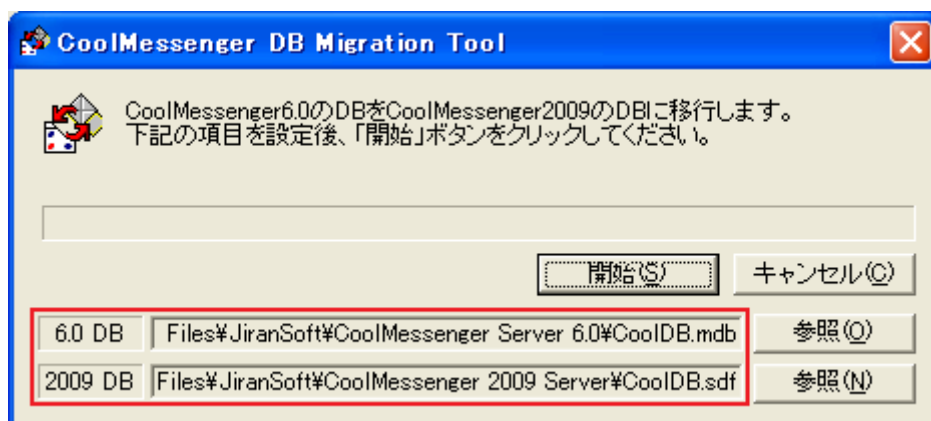 CoolMessenger DB Migration Tool
CoolMessenger6.0のDBをCoolMessenger2009のDBに移行します。
下記の項目を設定後、「開始」ボタンをクリックしてください。
開始(S) キャンセル(C)
6.0 DB Files¥JiranSoft¥CoolMessenger Server 6.0¥CoolDB.mdb 参照(O)
2009 DB Files¥JiranSoft¥CoolMessenger 2009 Server¥CoolDB.sdf 参照(N)